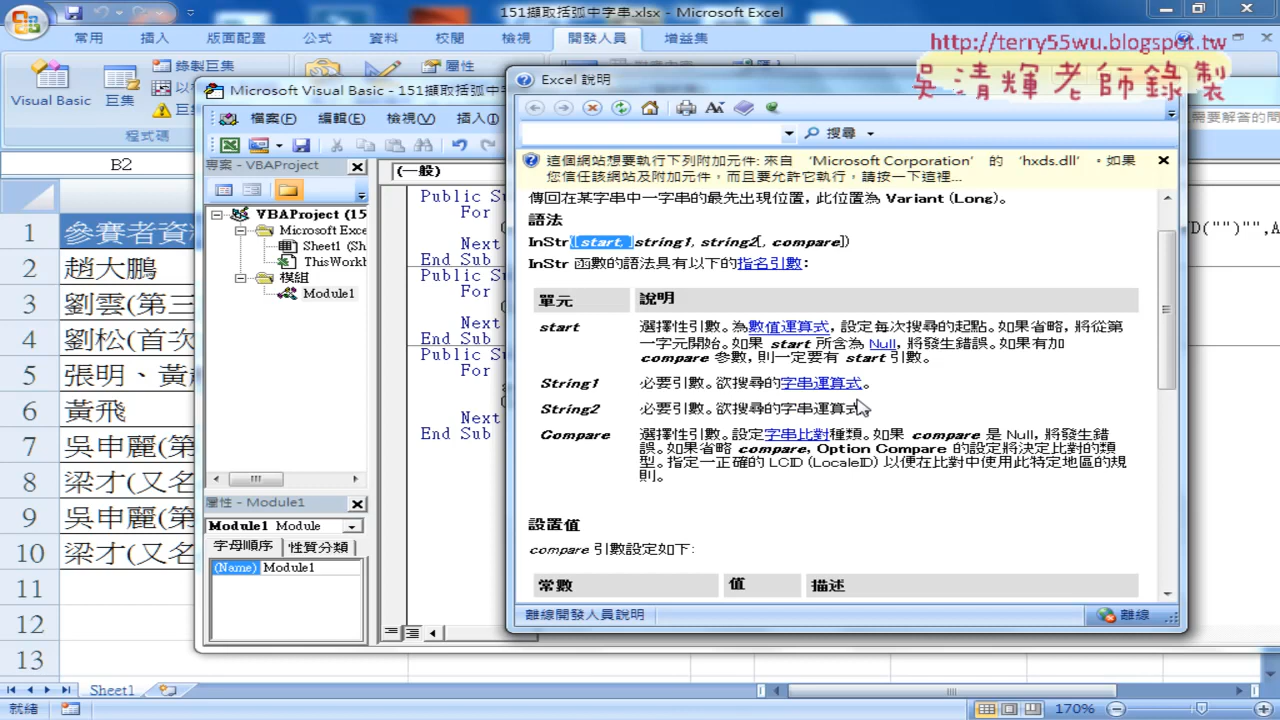 151擷取括弧中字串.xlsx - Microsoft Excel
常用 插入 版面配置 公式 資料 校閱 檢視 開發人員 增益集
http://terry55wu.blogspot.tw
吳清輝老師錄製
Visual Basic 巨集 錄製巨集 屬性
程式碼
B2
Microsoft Visual Basic - 151擷取括弧中字
檔案(F) 編輯(E) 檢視(V) 插入(I)
專案 - VBAProject
VBAProject (15
Microsoft Exce
Sheet1 (Sh
ThisWorkb
模組
Module1
屬性 - Module1
Module1 Module
字母順序 性質分類
(Name) Module1
(一般)
Public Su
For
Next
End Sub
Public Su
For
Next
End Sub
Public Su
For
Next
End Sub
Excel 說明
搜尋
這個網站想要執行下列附加元件: 來自 'Microsoft Corporation' 的 'hxds.dll'。如果
您信任該網站及附加元件，而且要允許它執行，請按一下這裡...
傳回在某字串中一字串的最先出現位置，此位置為 Variant (Long)。
語法
InStr([start, ]string1, string2[, compare])
InStr 函數的語法具有以下的指名引數:
單元 說明
start 選擇性引數。為數值運算式，設定每次搜尋的起點。如果省略，將從第
一字元開始。如果 start 所含為 Null，將發生錯誤。如果有加
compare 參數，則一定要有 start 引數。
String1 必要引數。欲搜尋的字串運算式。
String2 必要引數。欲搜尋的字串運算式
Compare 選擇性引數。設定字串比對種類。如果 compare 是 Null，將發生錯
誤。如果省略 compare，Option Compare 的設定將決定比對的類
型。指定一正確的 LCID (LocaleID) 以便在比對中使用此特定地區的規
則。
設置值
compare 引數設定如下:
常數 值 描述
離線開發人員說明 離線
1 參賽者資 D("")"",A
2 趙大鵬
3 劉雲(第三
4 劉松(首次
5 張明、黃
6 黃飛
7 吳申麗(第
8 梁才(又名
9 吳申麗(第
10 梁才(又名
11
12
13
Sheet1
就緒 170%